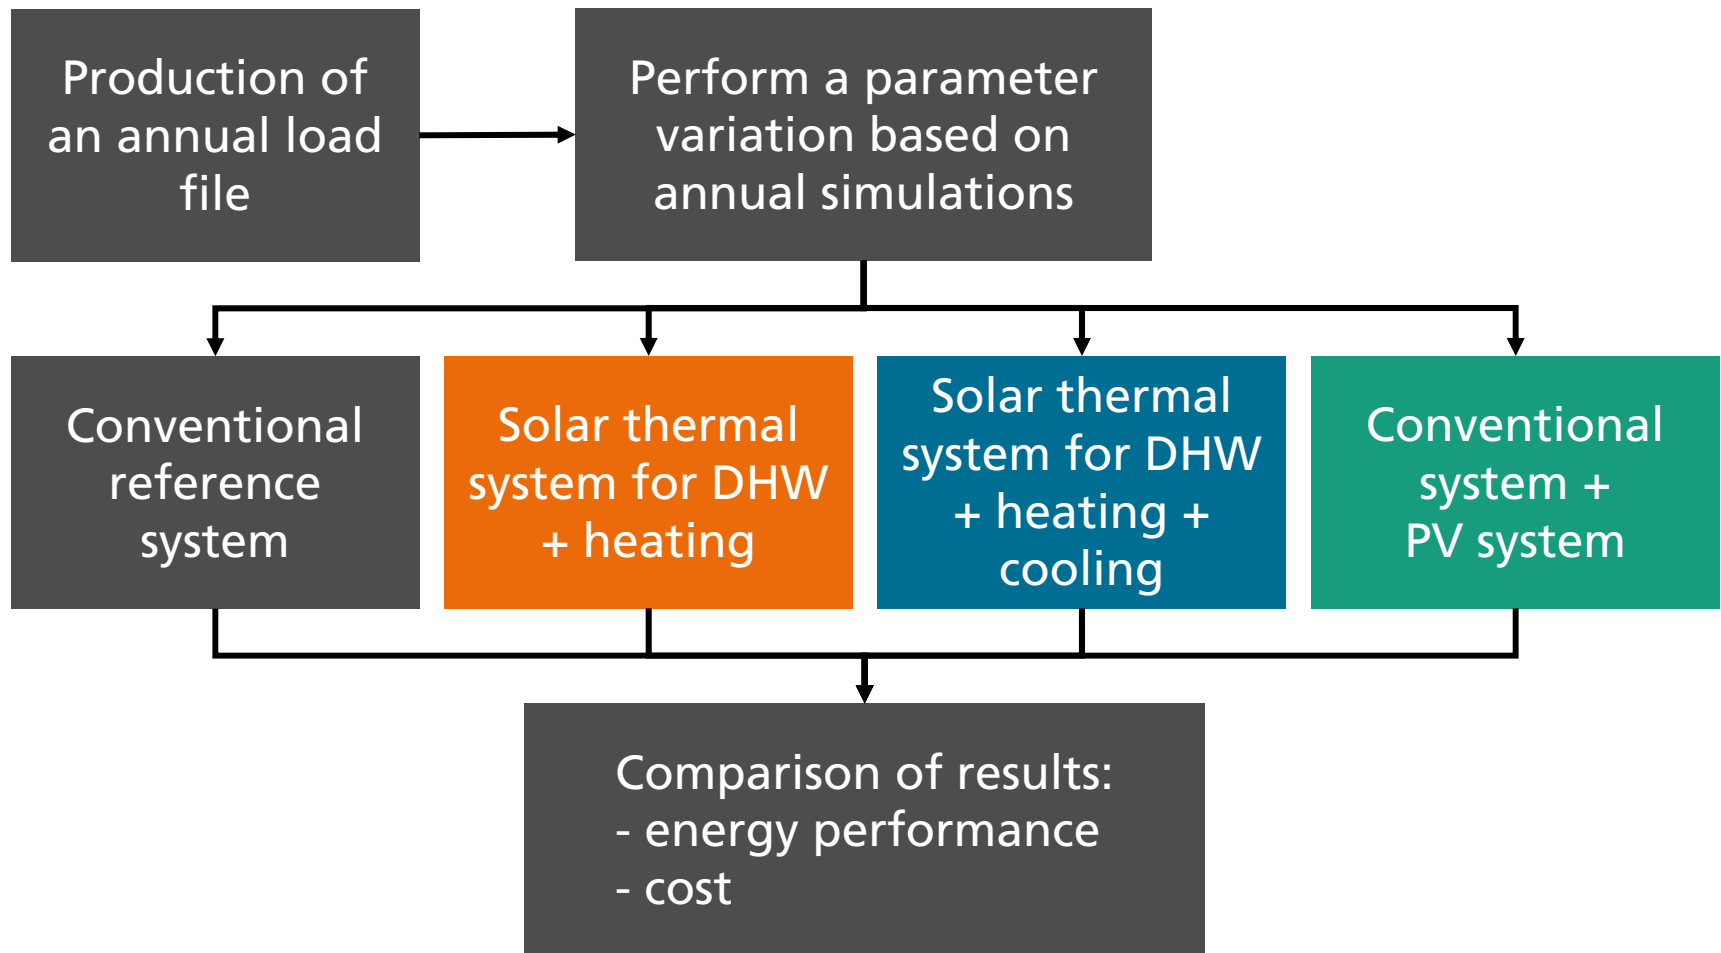 Production of
an annual load
file
Perform a parameter
variation based on
annual simulations
Conventional
reference
system
Solar thermal
system for DHW
+ heating
Solar thermal
system for DHW
+ heating +
cooling
Conventional
system +
PV system
Comparison of results:
- energy performance
- cost